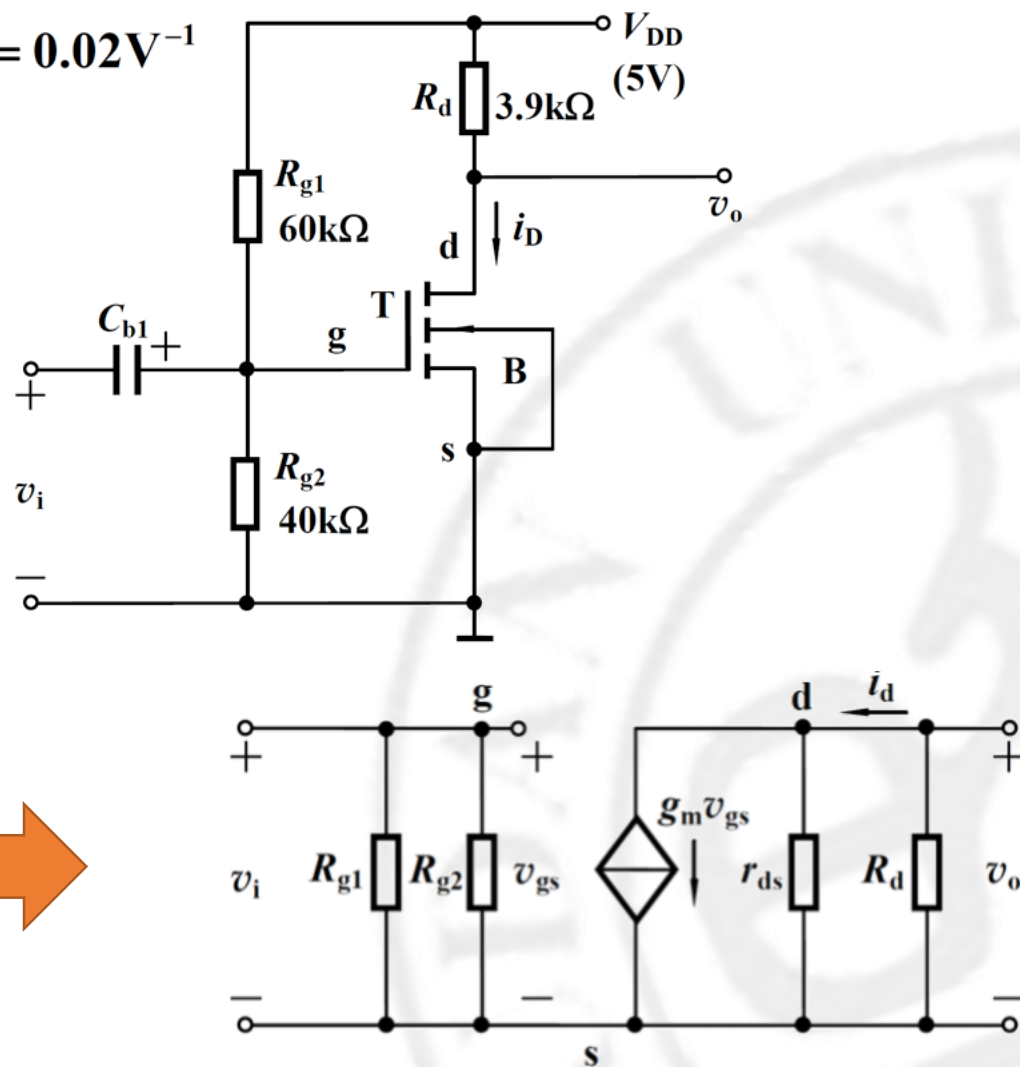 = 0.02V⁻¹
V_DD
(5V)
R_d 3.9kΩ
R_g1
60kΩ
v_o
i_D
d
T
C_b1
+
g
B
+
s
R_g2
40kΩ
v_i
−
g
d
i_d
+
+
+
g_m v_gs
v_i
R_g1
R_g2
v_gs
r_ds
R_d
v_o
−
−
−
s